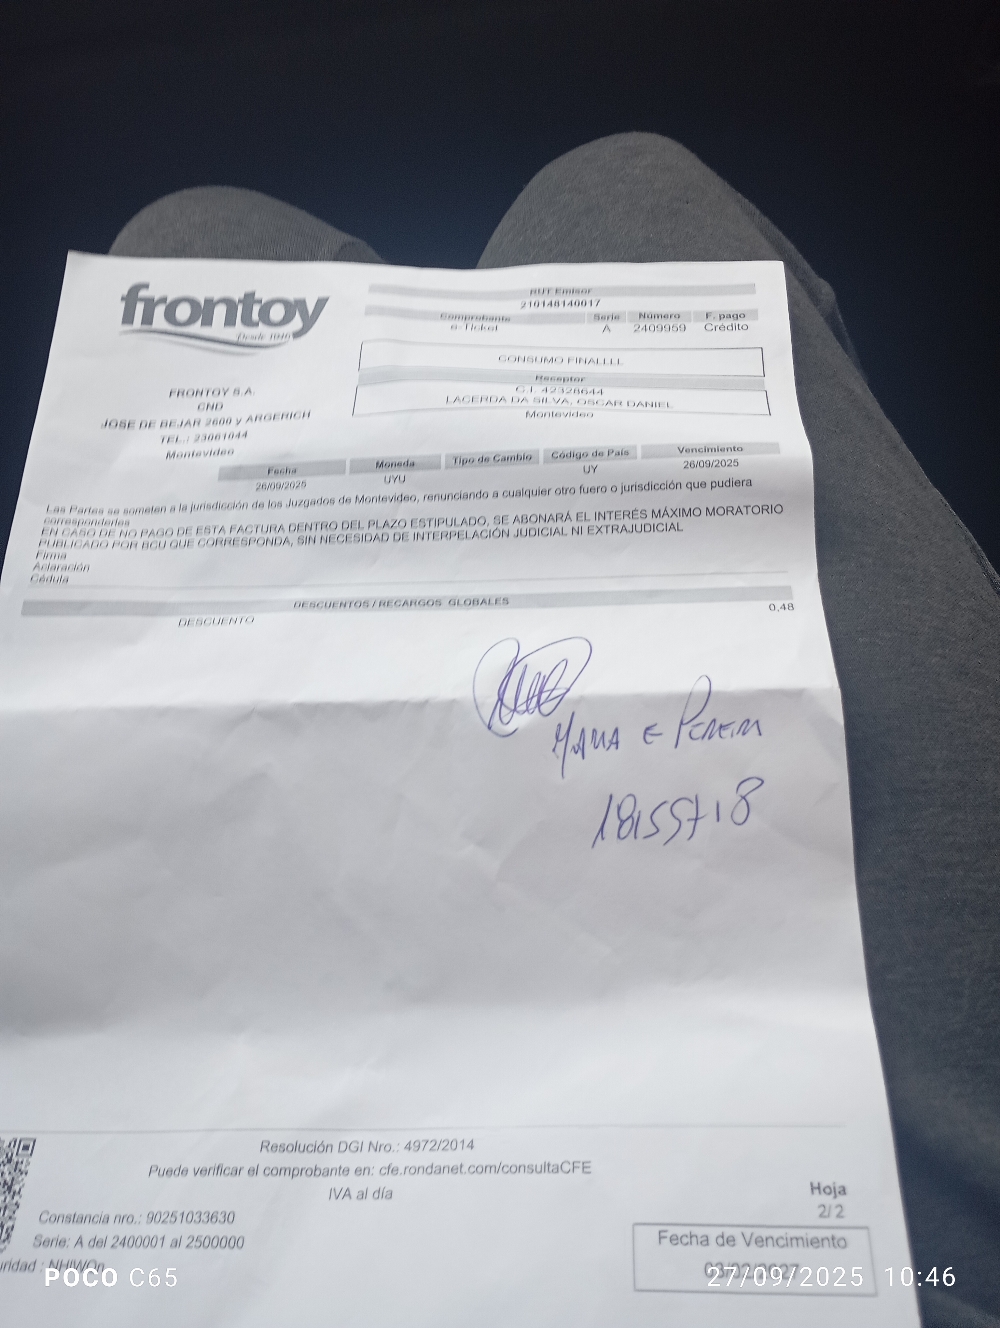 frontoy
Desde 1946
RUT Emisor
210148140017
Comprobante Serie Número F. pago
e-Ticket A 2409959 Crédito
CONSUMO FINALLLL
Receptor
C.I. 42328644
LACERDA DA SILVA, OSCAR DANIEL
Montevideo
FRONTOY S.A.
GND
JOSE DE BEJAR 2600 y ARGERICH
TEL.: 23061044
Montevideo
Fecha Moneda Tipo de Cambio Código de País Vencimiento
26/09/2025 UYU UY 26/09/2025
Las Partes se someten a la jurisdicción de los Juzgados de Montevideo, renunciando a cualquier otro fuero o jurisdicción que pudiera
corresponderles
EN CASO DE NO PAGO DE ESTA FACTURA DENTRO DEL PLAZO ESTIPULADO, SE ABONARÁ EL INTERÉS MÁXIMO MORATORIO
PUBLICADO POR BCU QUE CORRESPONDA, SIN NECESIDAD DE INTERPELACIÓN JUDICIAL NI EXTRAJUDICIAL
Firma
Aclaración
Cédula
DESCUENTOS / RECARGOS GLOBALES
DESCUENTO 0,48
E Pereira
18155718
Resolución DGI Nro.: 4972/2014
Puede verificar el comprobante en: cfe.rondanet.com/consultaCFE
IVA al día
Hoja
2/ 2
Constancia nro.: 90251033630
Serie: A del 2400001 al 2500000
Fecha de Vencimiento
POCO C65
27/09/2025 10:46